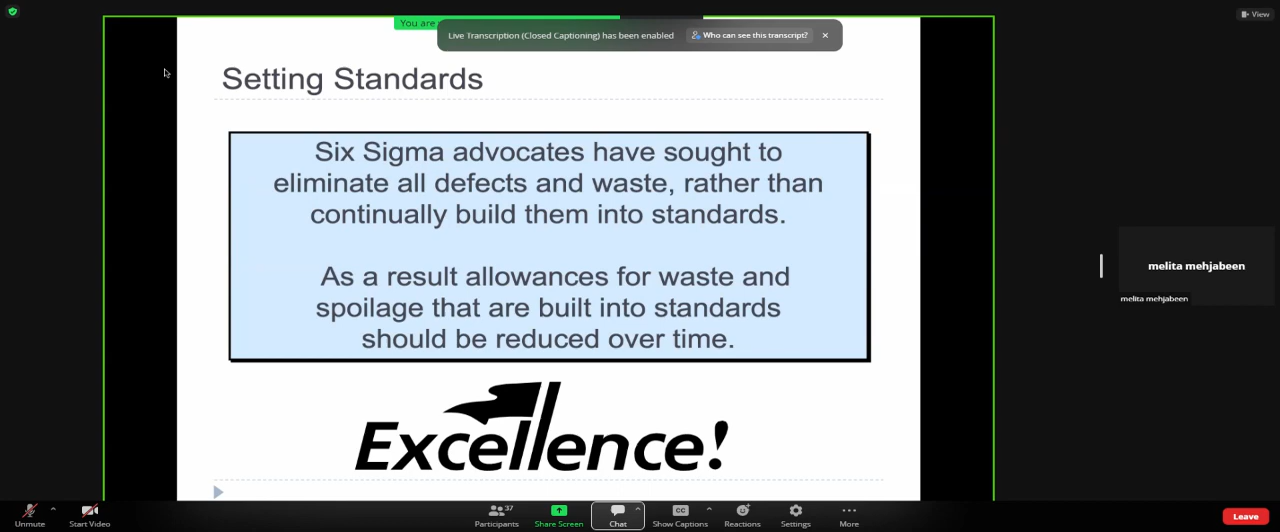 View
You are
Live Transcription (Closed Captioning) has been enabled
Who can see this transcript?
Setting Standards
Six Sigma advocates have sought to
eliminate all defects and waste, rather than
continually build them into standards.
As a result allowances for waste and
spoilage that are built into standards
should be reduced over time.
Excellence!
melita mehjabeen
melita mehjabeen
Unmute
Start Video
37
Participants
Share Screen
Chat
CC
Show Captions
Reactions
Settings
More
Leave